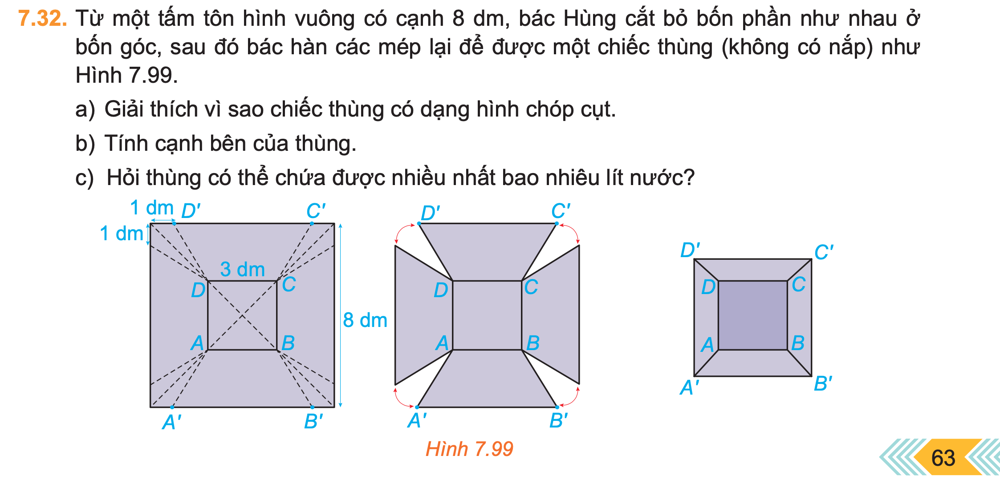 7.32. Từ một tấm tôn hình vuông có cạnh 8 dm, bác Hùng cắt bỏ bốn phần như nhau ở
bốn góc, sau đó bác hàn các mép lại để được một chiếc thùng (không có nắp) như
Hình 7.99.
a) Giải thích vì sao chiếc thùng có dạng hình chóp cụt.
b) Tính cạnh bên của thùng.
c) Hỏi thùng có thể chứa được nhiều nhất bao nhiêu lít nước?
1 dm D' C'
1 dm
3 dm
D C
8 dm
A B
A' B'
D' C'
D C
A B
A' B'
D' C'
D C
A B
A' B'
Hình 7.99
63